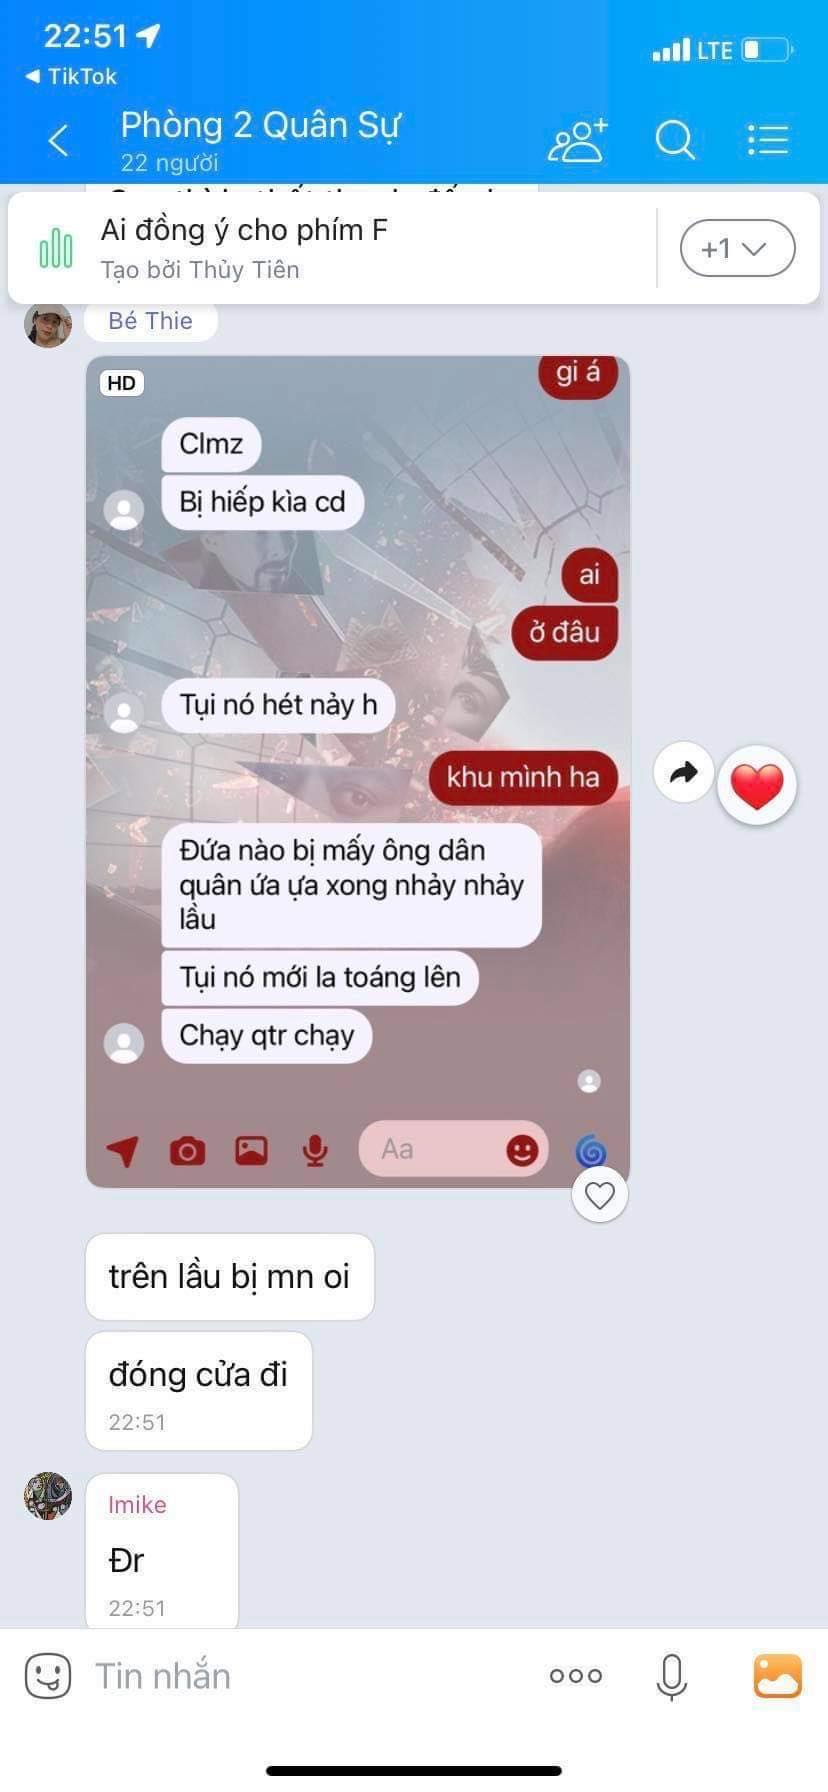 22:51
LTE
◄ TikTok
Phòng 2 Quân Sự
22 người
Ai đồng ý cho phím F
Tạo bởi Thủy Tiên
+1
Bé Thie
HD
gi á
Clmz
Bị hiếp kìa cd
ai
ở đâu
Tụi nó hét nảy h
khu mình ha
Đứa nào bị mấy ông dân
quân ứa ựa xong nhảy nhảy
lầu
Tụi nó mới la toáng lên
Chạy qtr chạy
Aa
trên lầu bị mn oi
đóng cửa đi
22:51
Imike
Đr
22:51
Tin nhắn